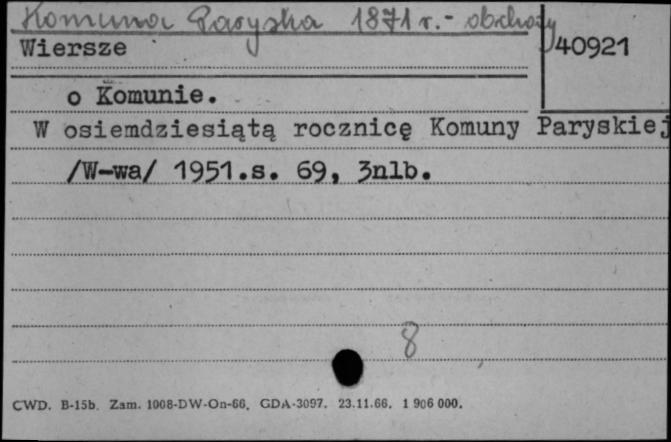 Komuna Paryska 1871 r. - obchody
Wiersze
40921
o Komunie.
W osiemdziesiątą rocznicę Komuny Paryskiej
/W-wa/ 1951.s. 69, 3nlb.
8
CWD. B-15b. Zam. 1008-DW-On-66. GDA-3097. 23.11.66. 1 906 000.